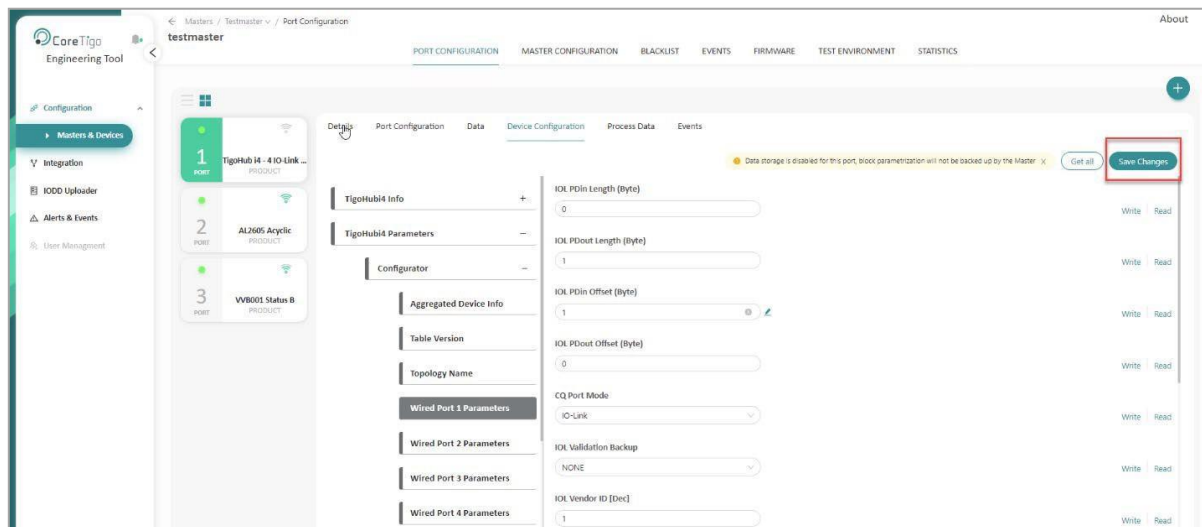 ← Masters / Testmaster / Port Configuration
About
CoreTigo
Engineering Tool
testmaster
PORT CONFIGURATION MASTER CONFIGURATION BLACKLIST EVENTS FIRMWARE TEST ENVIRONMENT STATISTICS
Configuration
Masters & Devices
Integration
IODD Uploader
Alerts & Events
User Managment
1
PORT
TigoHub i4 - 4 IO-Link ...
PRODUCT
2
PORT
AL2605 Acyclic
PRODUCT
3
PORT
VVB001 Status B
PRODUCT
Details Port Configuration Data Device Configuration Process Data Events
Data storage is disabled for this port, block parametrization will not be backed up by the Master x
Get all
Save Changes
TigoHubi4 Info +
TigoHubi4 Parameters −
Configurator −
Aggregated Device Info
Table Version
Topology Name
Wired Port 1 Parameters
Wired Port 2 Parameters
Wired Port 3 Parameters
Wired Port 4 Parameters
IOL PDin Length (Byte)
0
Write Read
IOL PDout Length (Byte)
1
Write Read
IOL PDin Offset (Byte)
1
Write Read
IOL PDout Offset (Byte)
0
Write Read
CQ Port Mode
IO-Link
Write Read
IOL Validation Backup
NONE
Write Read
IOL Vendor ID [Dec]
1
Write Read